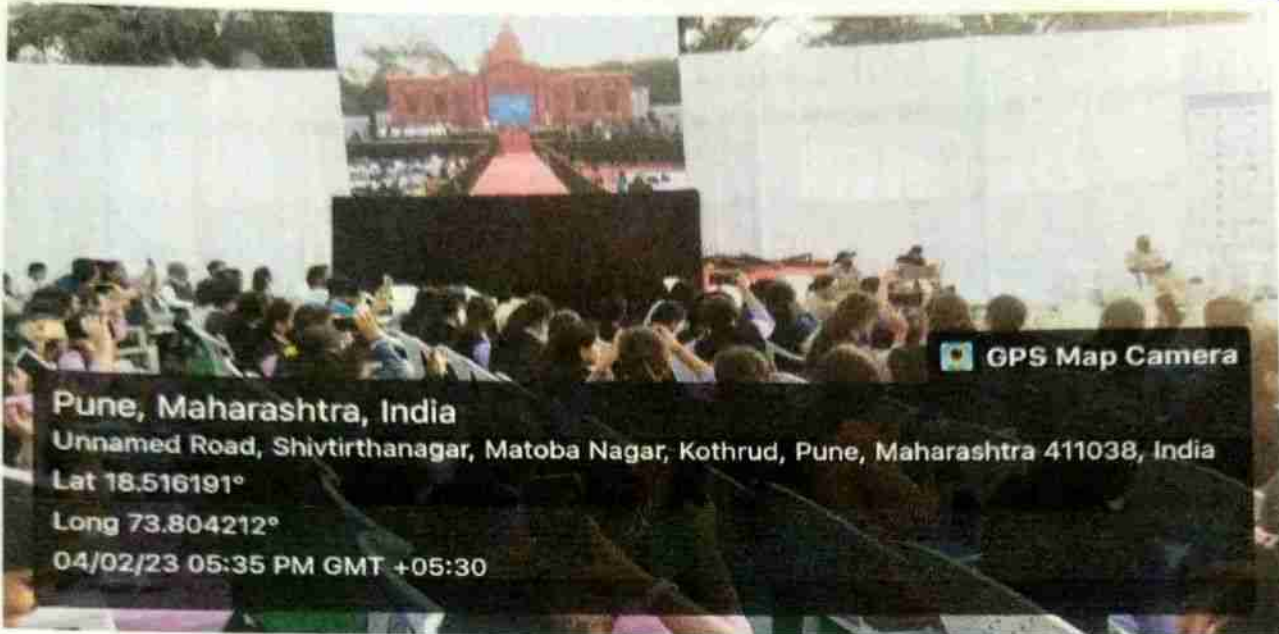 GPS Map Camera
Pune, Maharashtra, India
Unnamed Road, Shivtirthanagar, Matoba Nagar, Kothrud, Pune, Maharashtra 411038, India
Lat 18.516191°
Long 73.804212°
04/02/23 05:35 PM GMT +05:30